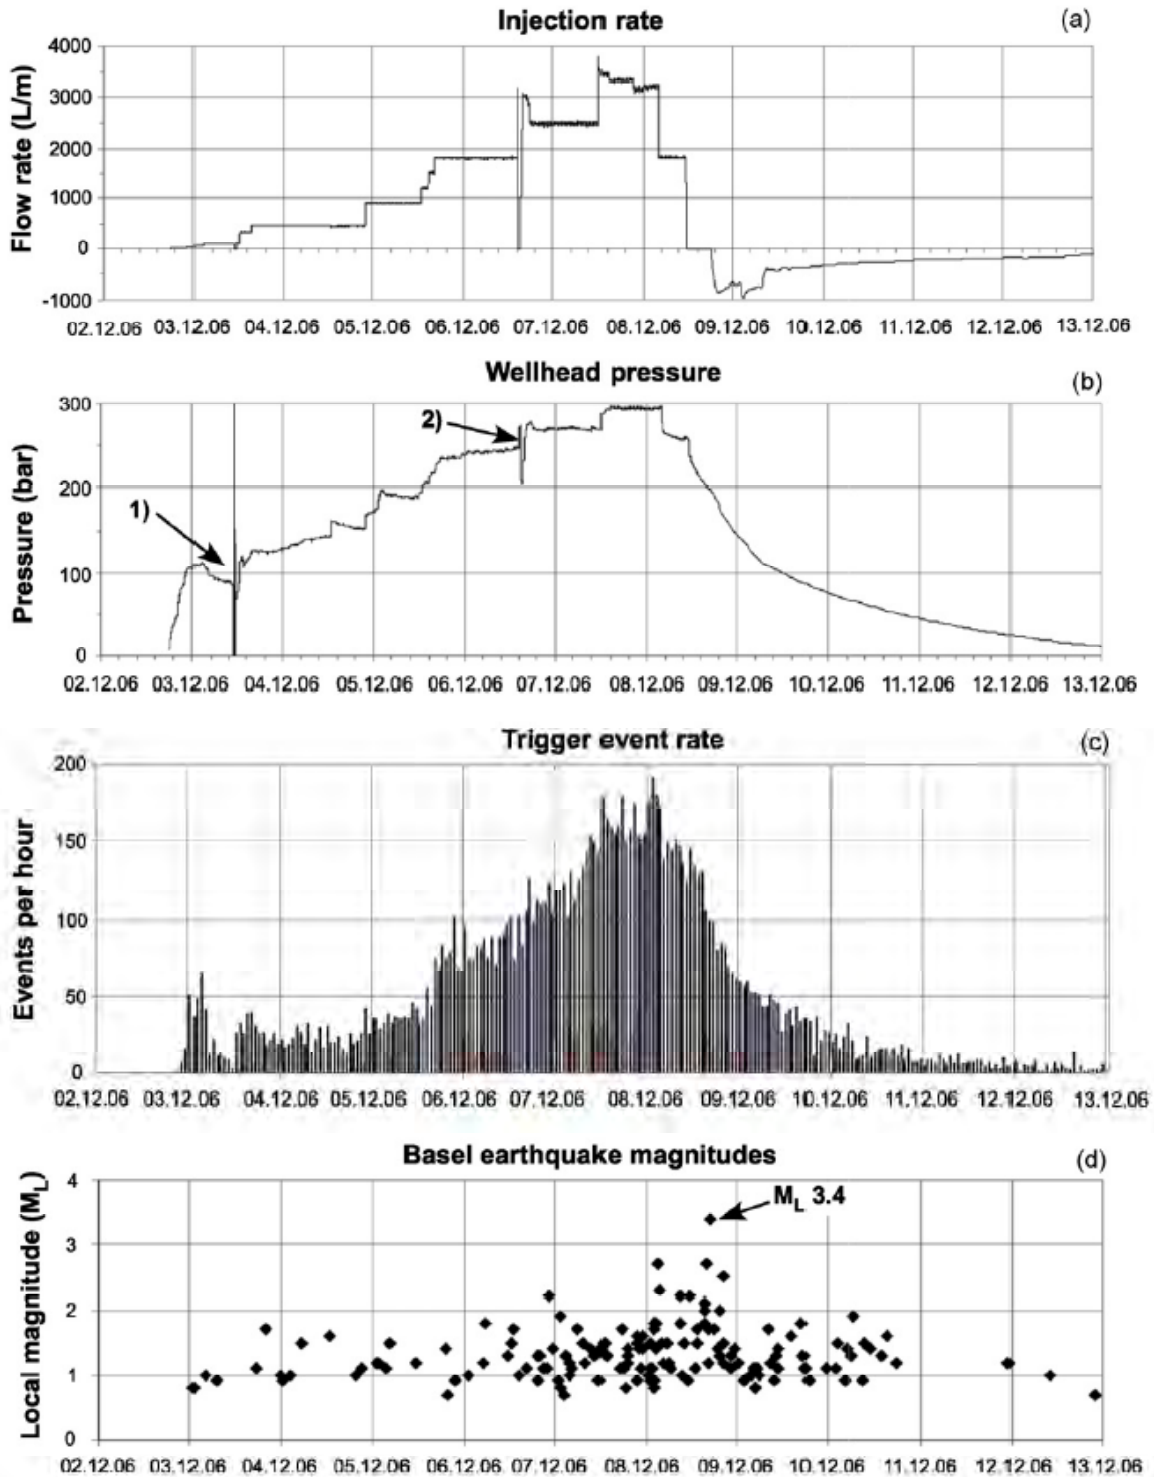 Injection rate
(a)
Flow rate (L/m)
4000
3000
2000
1000
0
-1000
02.12.06 03.12.06 04.12.06 05.12.06 06.12.06 07.12.06 08.12.06 09.12.06 10.12.06 11.12.06 12.12.06 13.12.06
Wellhead pressure
(b)
Pressure (bar)
300
200
100
0
1)
2)
02.12.06 03.12.06 04.12.06 05.12.06 06.12.06 07.12.06 08.12.06 09.12.06 10.12.06 11.12.06 12.12.06 13.12.06
Trigger event rate
(c)
Events per hour
200
150
100
50
0
02.12.06 03.12.06 04.12.06 05.12.06 06.12.06 07.12.06 08.12.06 09.12.06 10.12.06 11.12.06 12.12.06 13.12.06
Basel earthquake magnitudes
(d)
Local magnitude (ML)
4
3
2
1
0
ML 3.4
02.12.06 03.12.06 04.12.06 05.12.06 06.12.06 07.12.06 08.12.06 09.12.06 10.12.06 11.12.06 12.12.06 13.12.06